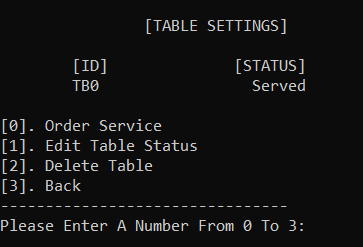 [TABLE SETTINGS]
[ID] [STATUS]
TB0 Served
[0]. Order Service
[1]. Edit Table Status
[2]. Delete Table
[3]. Back
--------------------------------
Please Enter A Number From 0 To 3: